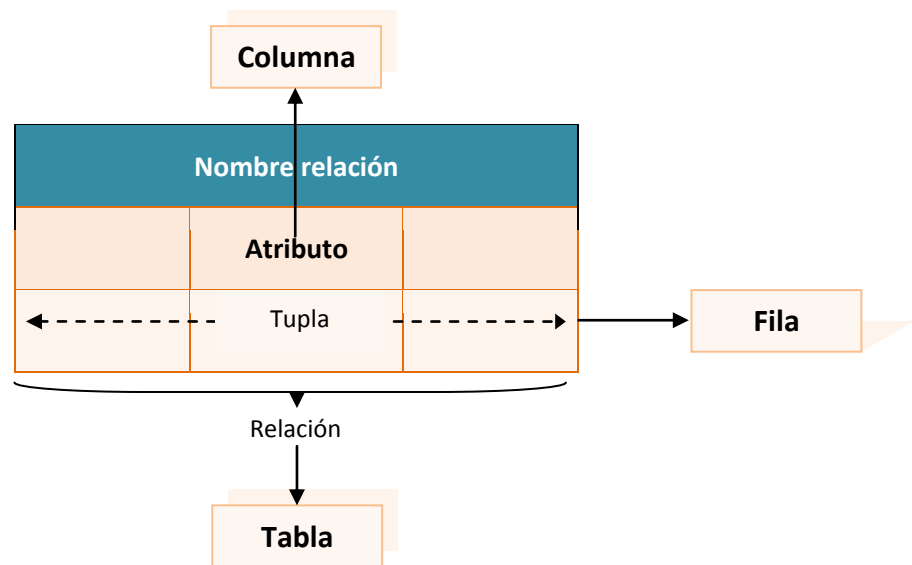 Columna
Nombre relación
Atributo
Tupla
Fila
Relación
Tabla